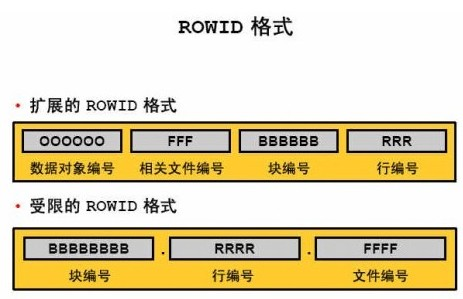 ROWID 格式
• 扩展的 ROWID 格式
OOOOOO FFF BBBBBB RRR
数据对象编号 相关文件编号 块编号 行编号
• 受限的 ROWID 格式
BBBBBBBB . RRRR . FFFF
块编号 行编号 文件编号